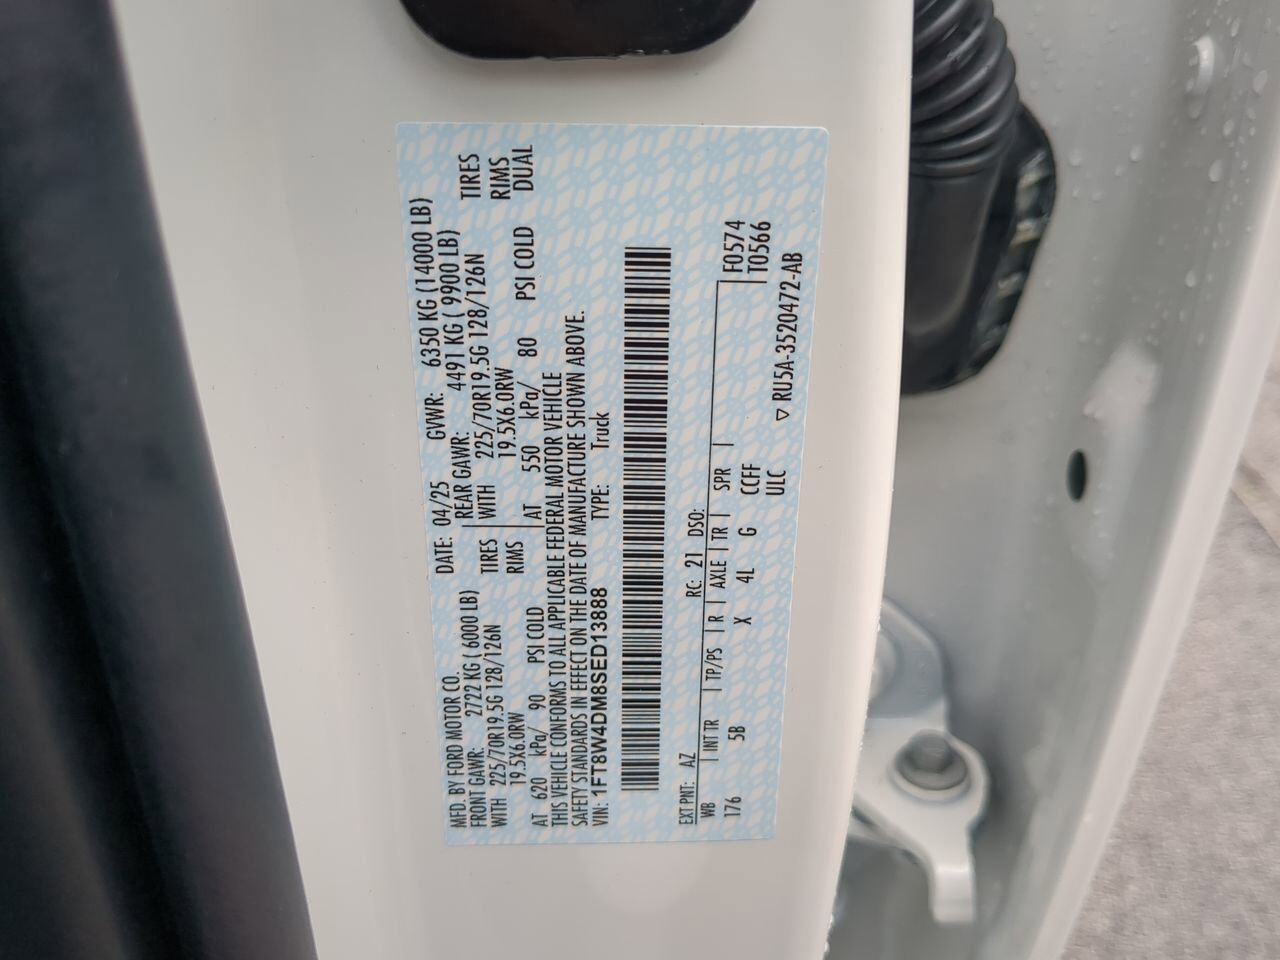 MFD. BY FORD MOTOR CO.
DATE: 04/25 GVWR: 6350 KG (14000 LB)
FRONT GAWR: 2722 KG ( 6000 LB)
REAR GAWR: 4491 KG ( 9900 LB)
WITH 225/70R19.5G 128/126N TIRES
WITH 225/70R19.5G 128/126N TIRES
19.5X6.0RW RIMS
19.5X6.0RW RIMS
AT 620 kPa/ 90 PSI COLD
AT 550 kPa/ 80 PSI COLD DUAL
THIS VEHICLE CONFORMS TO ALL APPLICABLE FEDERAL MOTOR VEHICLE
SAFETY STANDARDS IN EFFECT ON THE DATE OF MANUFACTURE SHOWN ABOVE.
VIN: 1FT8W4DM8SED13888 TYPE: Truck
EXT PNT: AZ RC: 21 DSO:
WB INT TR TP/PS R AXLE TR SPR F0574
176 5B X 4L G CCFF T0566
ULC ▽ RU5A-3520472-AB